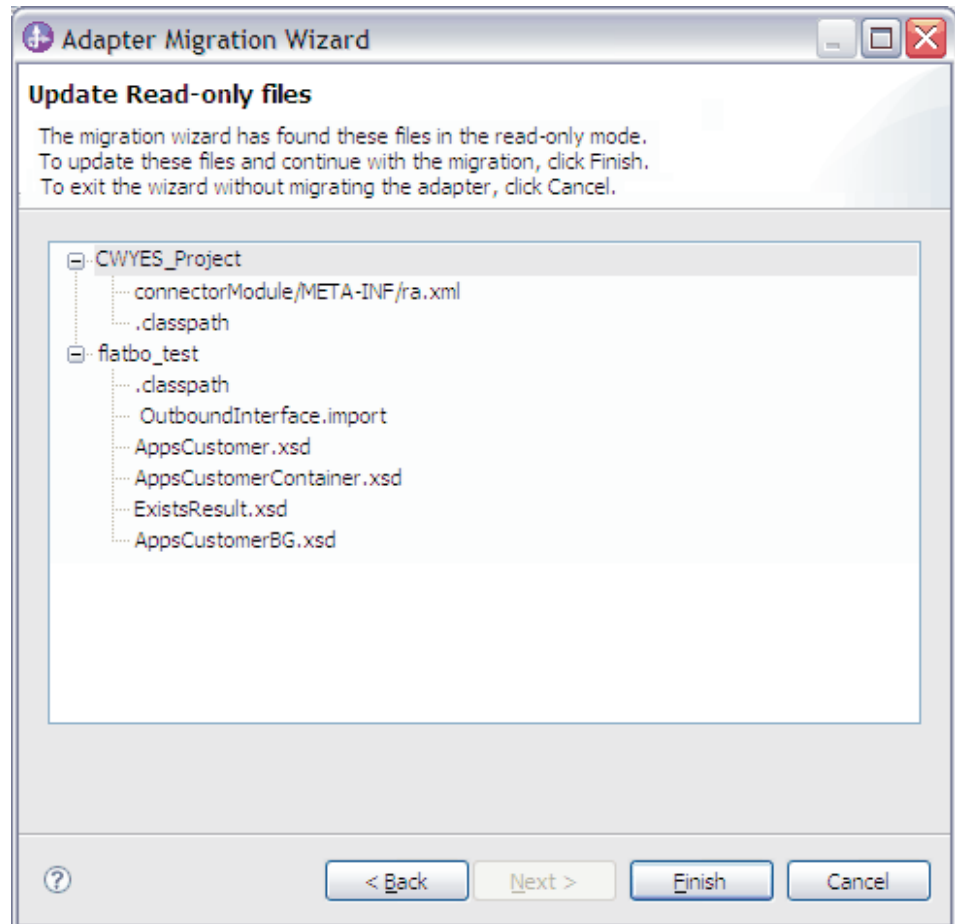 Adapter Migration Wizard
Update Read-only files
The migration wizard has found these files in the read-only mode.
To update these files and continue with the migration, click Finish.
To exit the wizard without migrating the adapter, click Cancel.
CWYES_Project
connectorModule/META-INF/ra.xml
.classpath
flatbo_test
.classpath
OutboundInterface.import
AppsCustomer.xsd
AppsCustomerContainer.xsd
ExistsResult.xsd
AppsCustomerBG.xsd
? < Back Next > Finish Cancel